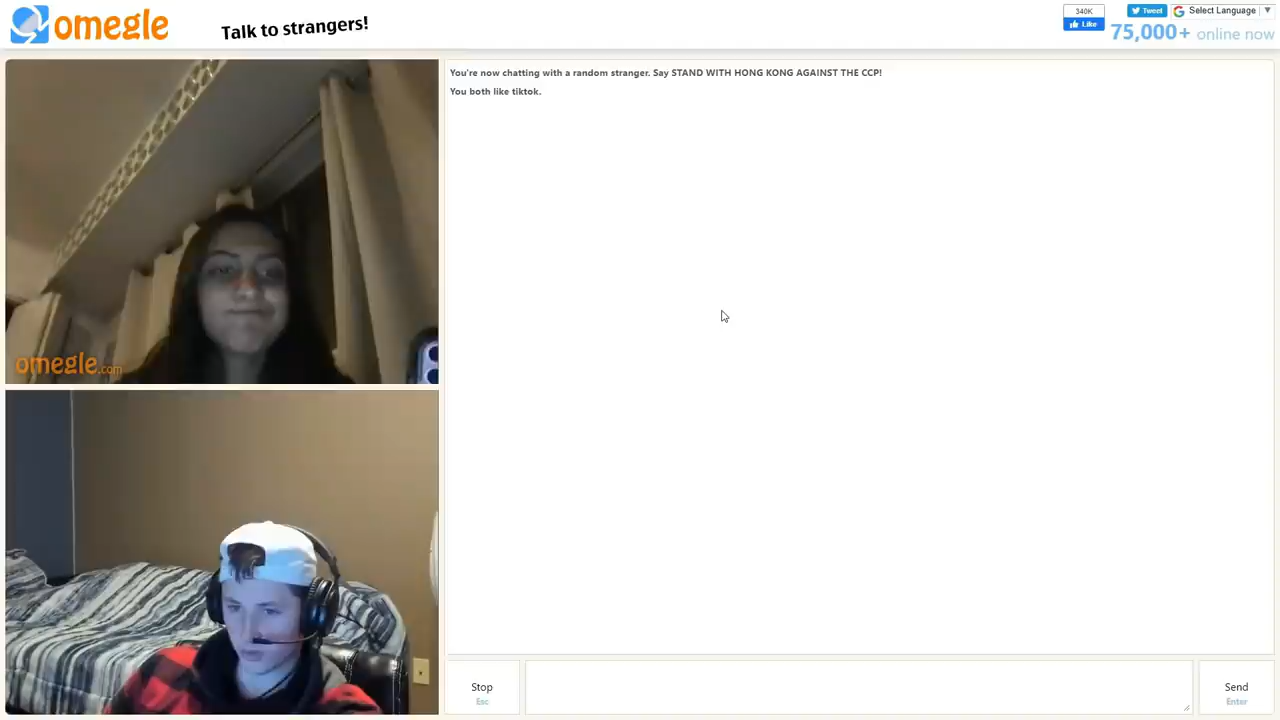 omegle
Talk to strangers!
340K
Like
Tweet
Select Language
75,000+ online now
You're now chatting with a random stranger. Say STAND WITH HONG KONG AGAINST THE CCP!
You both like tiktok.
omegle.com
Stop
Esc
Send
Enter